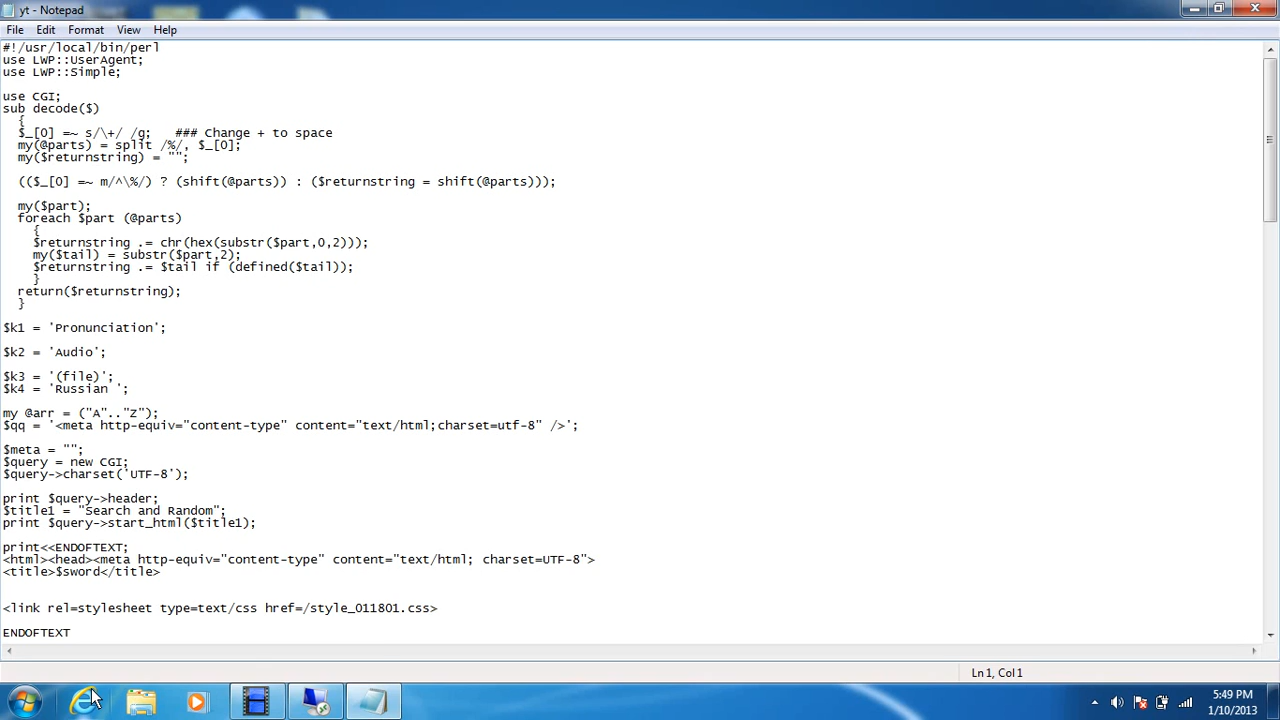 yt - Notepad
File Edit Format View Help
#!/usr/local/bin/perl
use LWP::UserAgent;
use LWP::Simple;
use CGI;
sub decode($)
{
$_[0] =~ s/\+/ /g;   ### Change + to space
my(@parts) = split /%/, $_[0];
my($returnstring) = "";
(($_[0] =~ m/^\%/) ? (shift(@parts)) : ($returnstring = shift(@parts)));
my($part);
foreach $part (@parts)
{
$returnstring .= chr(hex(substr($part,0,2)));
my($tail) = substr($part,2);
$returnstring .= $tail if (defined($tail));
}
return($returnstring);
}
$k1 = 'Pronunciation';
$k2 = 'Audio';
$k3 = '(file)';
$k4 = 'Russian ';
my @arr = ("A".."Z");
$qq = '<meta http-equiv="content-type" content="text/html;charset=utf-8" />';
$meta = "";
$query = new CGI;
$query->charset('UTF-8');
print $query->header;
$title1 = "Search and Random";
print $query->start_html($title1);
print<<ENDOFTEXT;
<html><head><meta http-equiv="content-type" content="text/html; charset=UTF-8">
<title>$sword</title>
<link rel=stylesheet type=text/css href=/style_011801.css>
ENDOFTEXT
Ln 1, Col 1
5:49 PM
1/10/2013